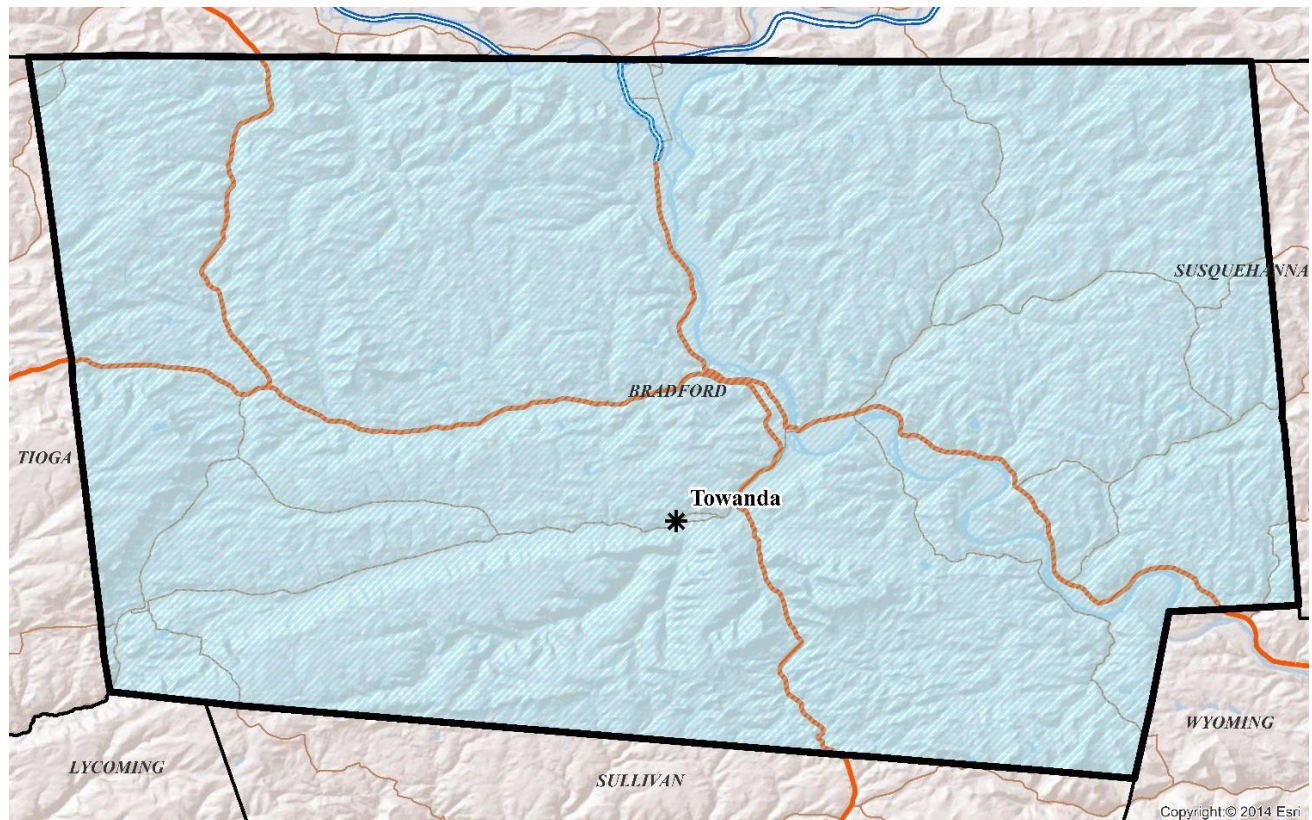 SUSQUEHANNA
BRADFORD
TIOGA
Towanda
WYOMING
LYCOMING
SULLIVAN
Copyright:© 2014 Esri